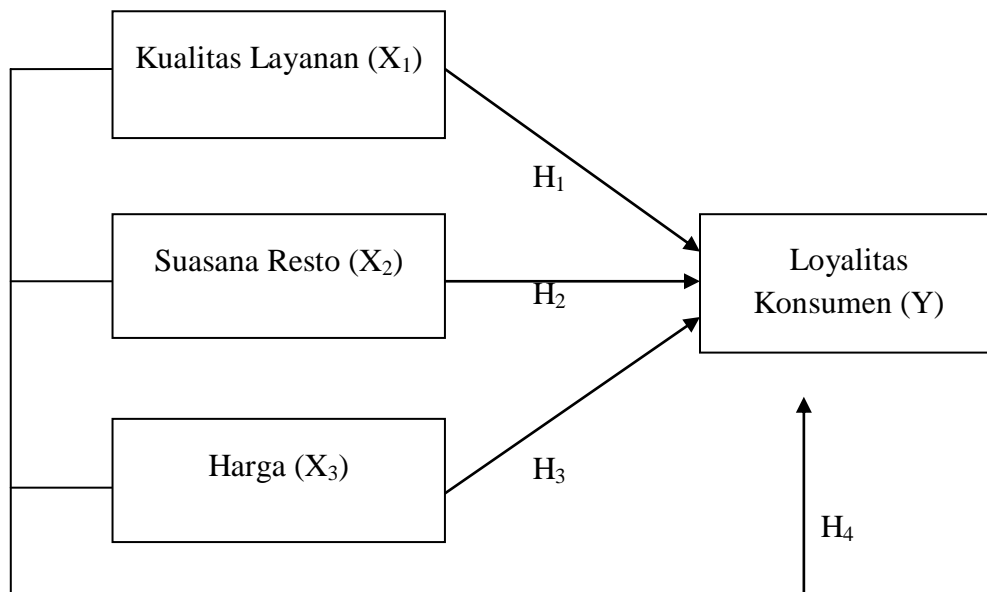 Kualitas Layanan (X₁)
H₁
Suasana Resto (X₂)
H₂
Loyalitas
Konsumen (Y)
Harga (X₃)
H₃
H₄